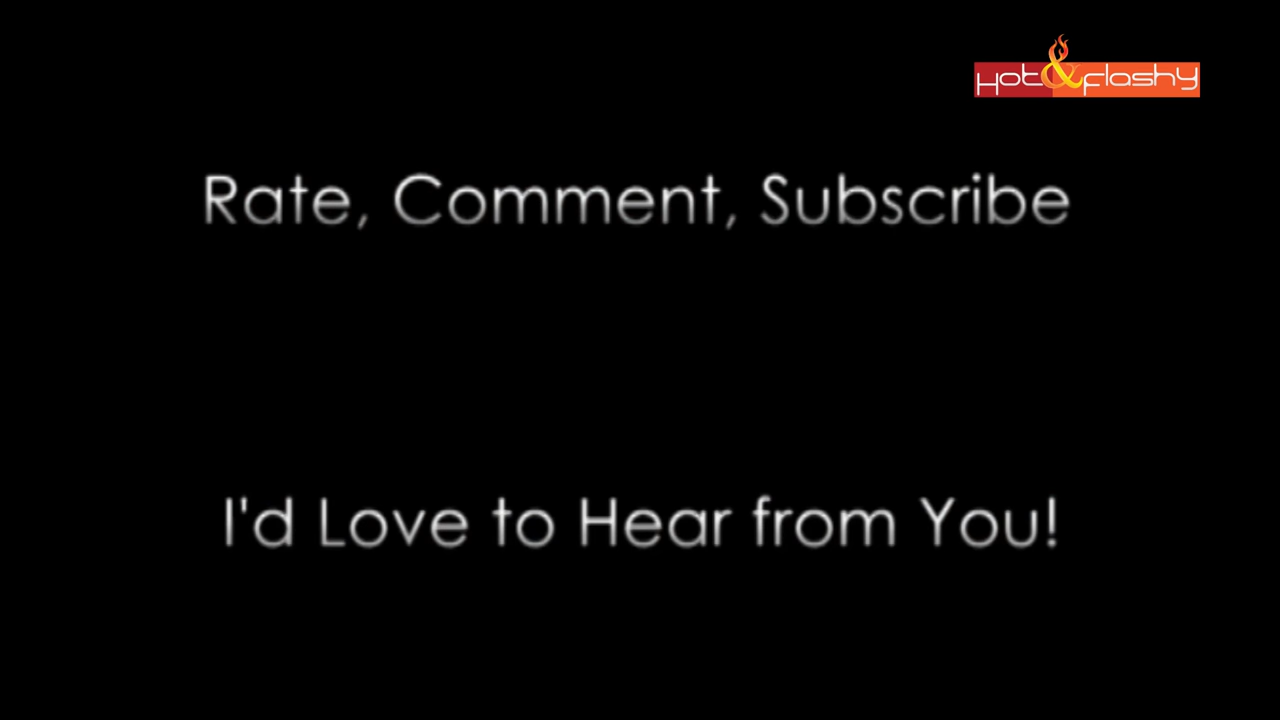 Hot & flashy
Rate, Comment, Subscribe
I'd Love to Hear from You!